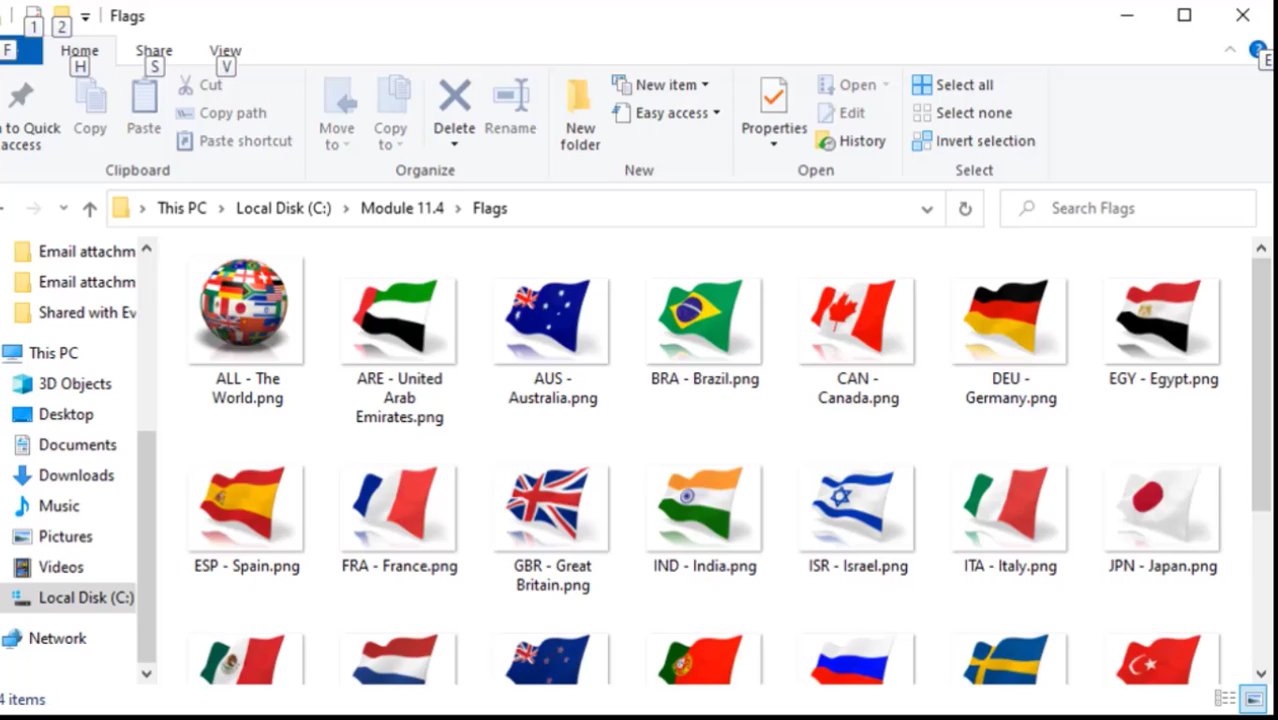 1 2 Flags
F Home Share View E
H S V
Cut
Copy path
Paste shortcut
to Quick access
Copy
Paste
Clipboard
Move to
Copy to
Delete
Rename
Organize
New folder
New item
Easy access
New
Properties
Open
Edit
History
Open
Select all
Select none
Invert selection
Select
This PC Local Disk (C:) Module 11.4 Flags
Search Flags
Email attachm
Email attachm
Shared with Ev
This PC
3D Objects
Desktop
Documents
Downloads
Music
Pictures
Videos
Local Disk (C:)
Network
ALL - The
World.png
ARE - United
Arab
Emirates.png
AUS -
Australia.png
BRA - Brazil.png
CAN -
Canada.png
DEU -
Germany.png
EGY - Egypt.png
ESP - Spain.png
FRA - France.png
GBR - Great
Britain.png
IND - India.png
ISR - Israel.png
ITA - Italy.png
JPN - Japan.png
4 items